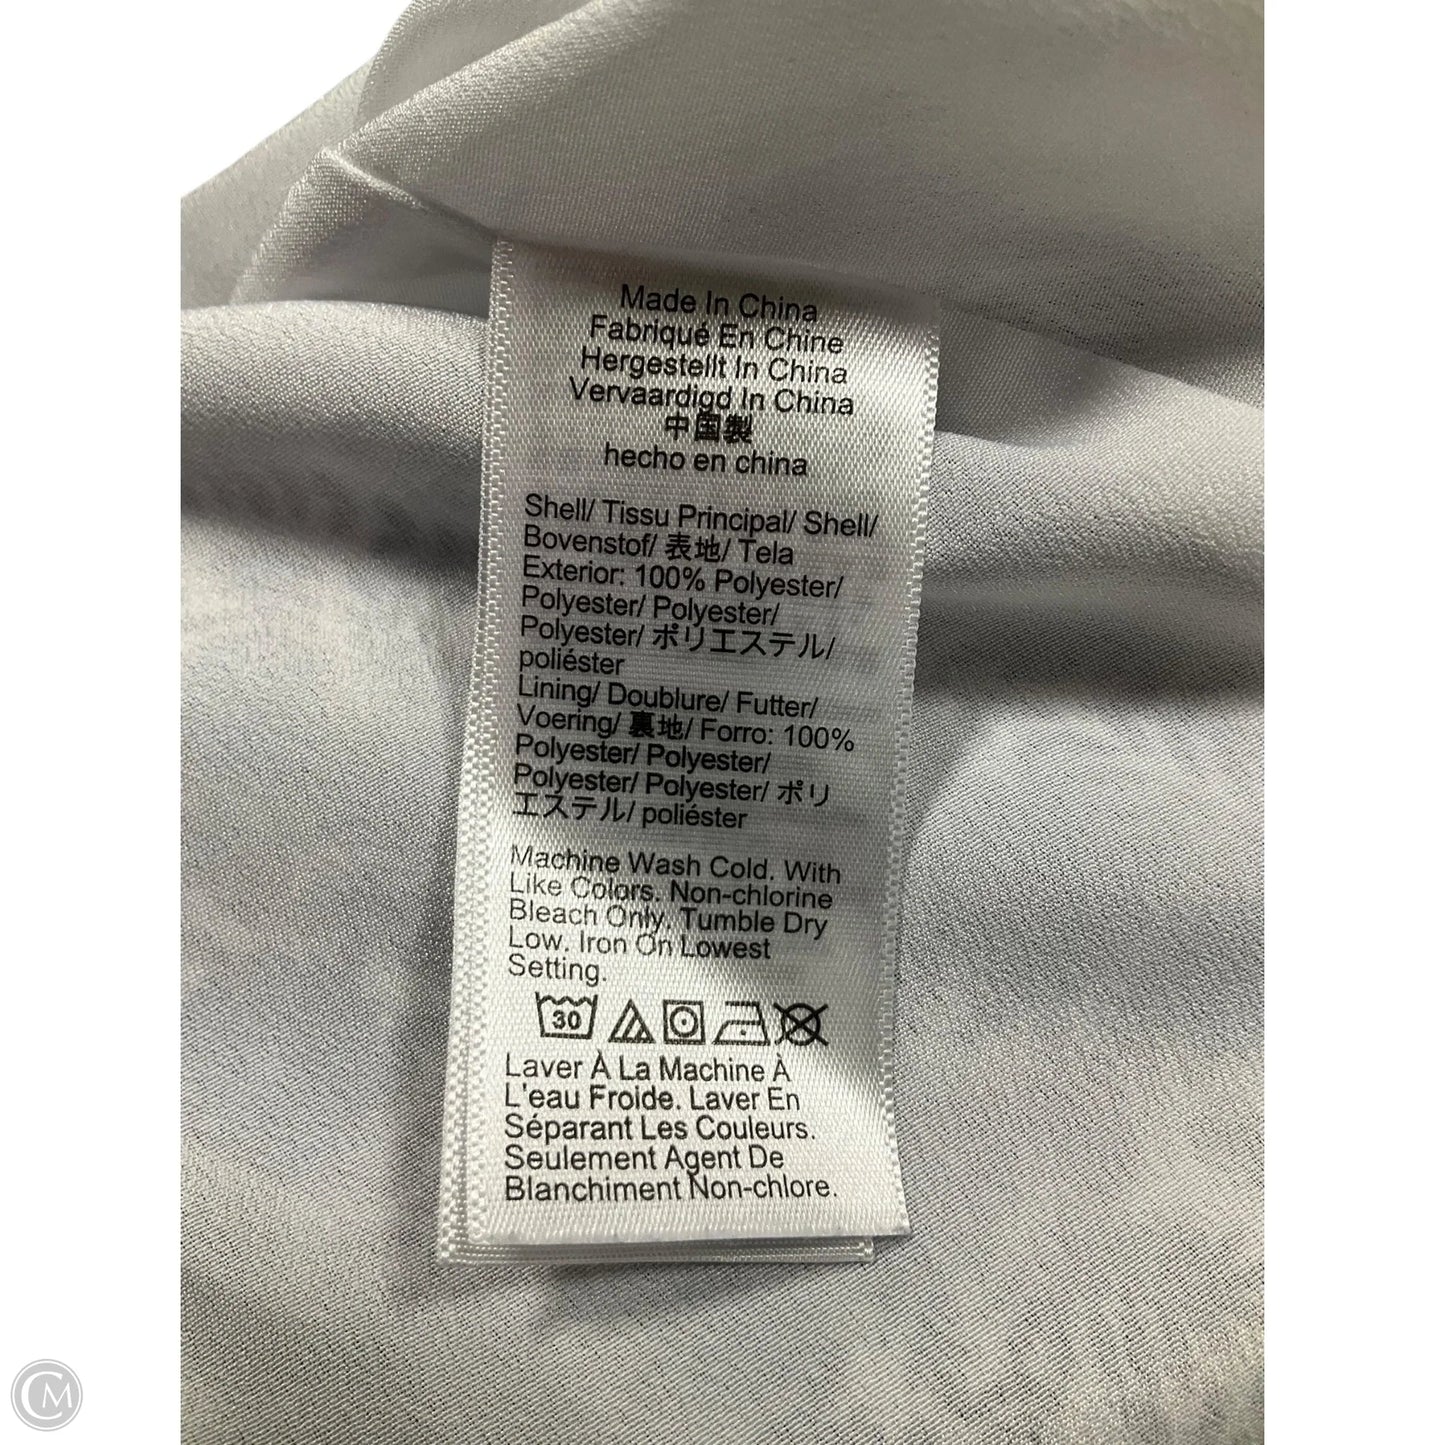 Made In China
Fabriqué En Chine
Hergestellt In China
Vervaardigd In China
中国製
hecho en china
Shell/ Tissu Principal/ Shell/
Bovenstof/ 表地/ Tela
Exterior: 100% Polyester/
Polyester/ Polyester/
Polyester/ ポリエステル/
poliéster
Lining/ Doublure/ Futter/
Voering/ 裏地/ Forro: 100%
Polyester/ Polyester/
Polyester/ Polyester/ ポリ
エステル/ poliéster
Machine Wash Cold. With
Like Colors. Non-chlorine
Bleach Only. Tumble Dry
Low. Iron On Lowest
Setting.
30
Laver À La Machine À
L'eau Froide. Laver En
Séparant Les Couleurs.
Seulement Agent De
Blanchiment Non-chlore.
CM